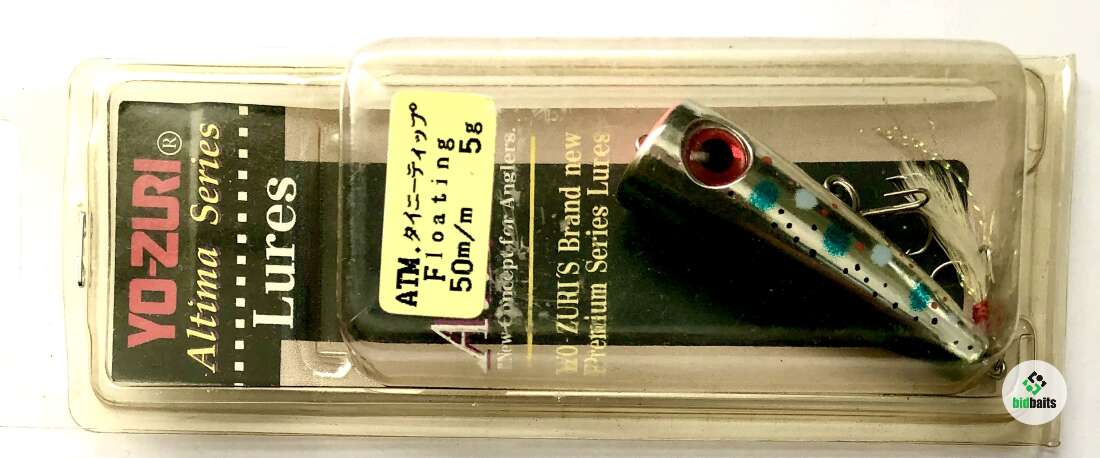 YO-ZURI®
Altima Series
Lures
ATM.タイニーティップ
Floating
50m/m 5g
A
New Concept for Anglers.
YO-ZURI'S Brand new
Premium Series Lures
bidbaits